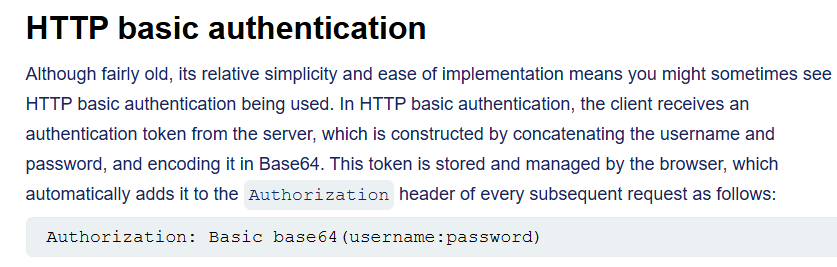 HTTP basic authentication
Although fairly old, its relative simplicity and ease of implementation means you might sometimes see
HTTP basic authentication being used. In HTTP basic authentication, the client receives an
authentication token from the server, which is constructed by concatenating the username and
password, and encoding it in Base64. This token is stored and managed by the browser, which
automatically adds it to the Authorization header of every subsequent request as follows:
Authorization: Basic base64(username:password)